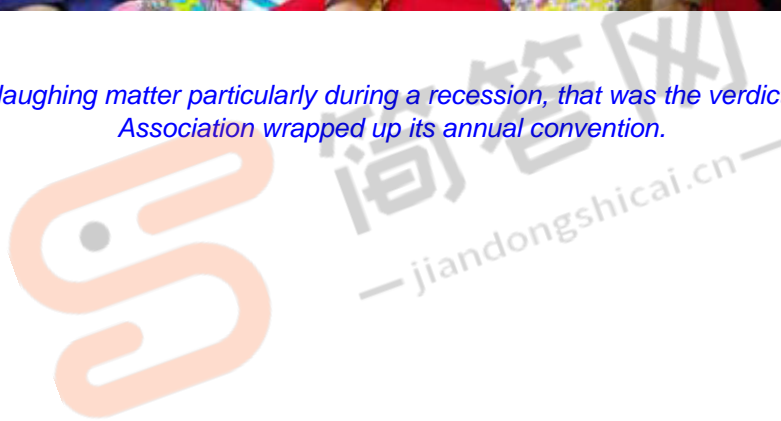 laughing matter particularly during a recession, that was the verdic
Association wrapped up its annual convention.
简答网
—jiandongshicai.cn—